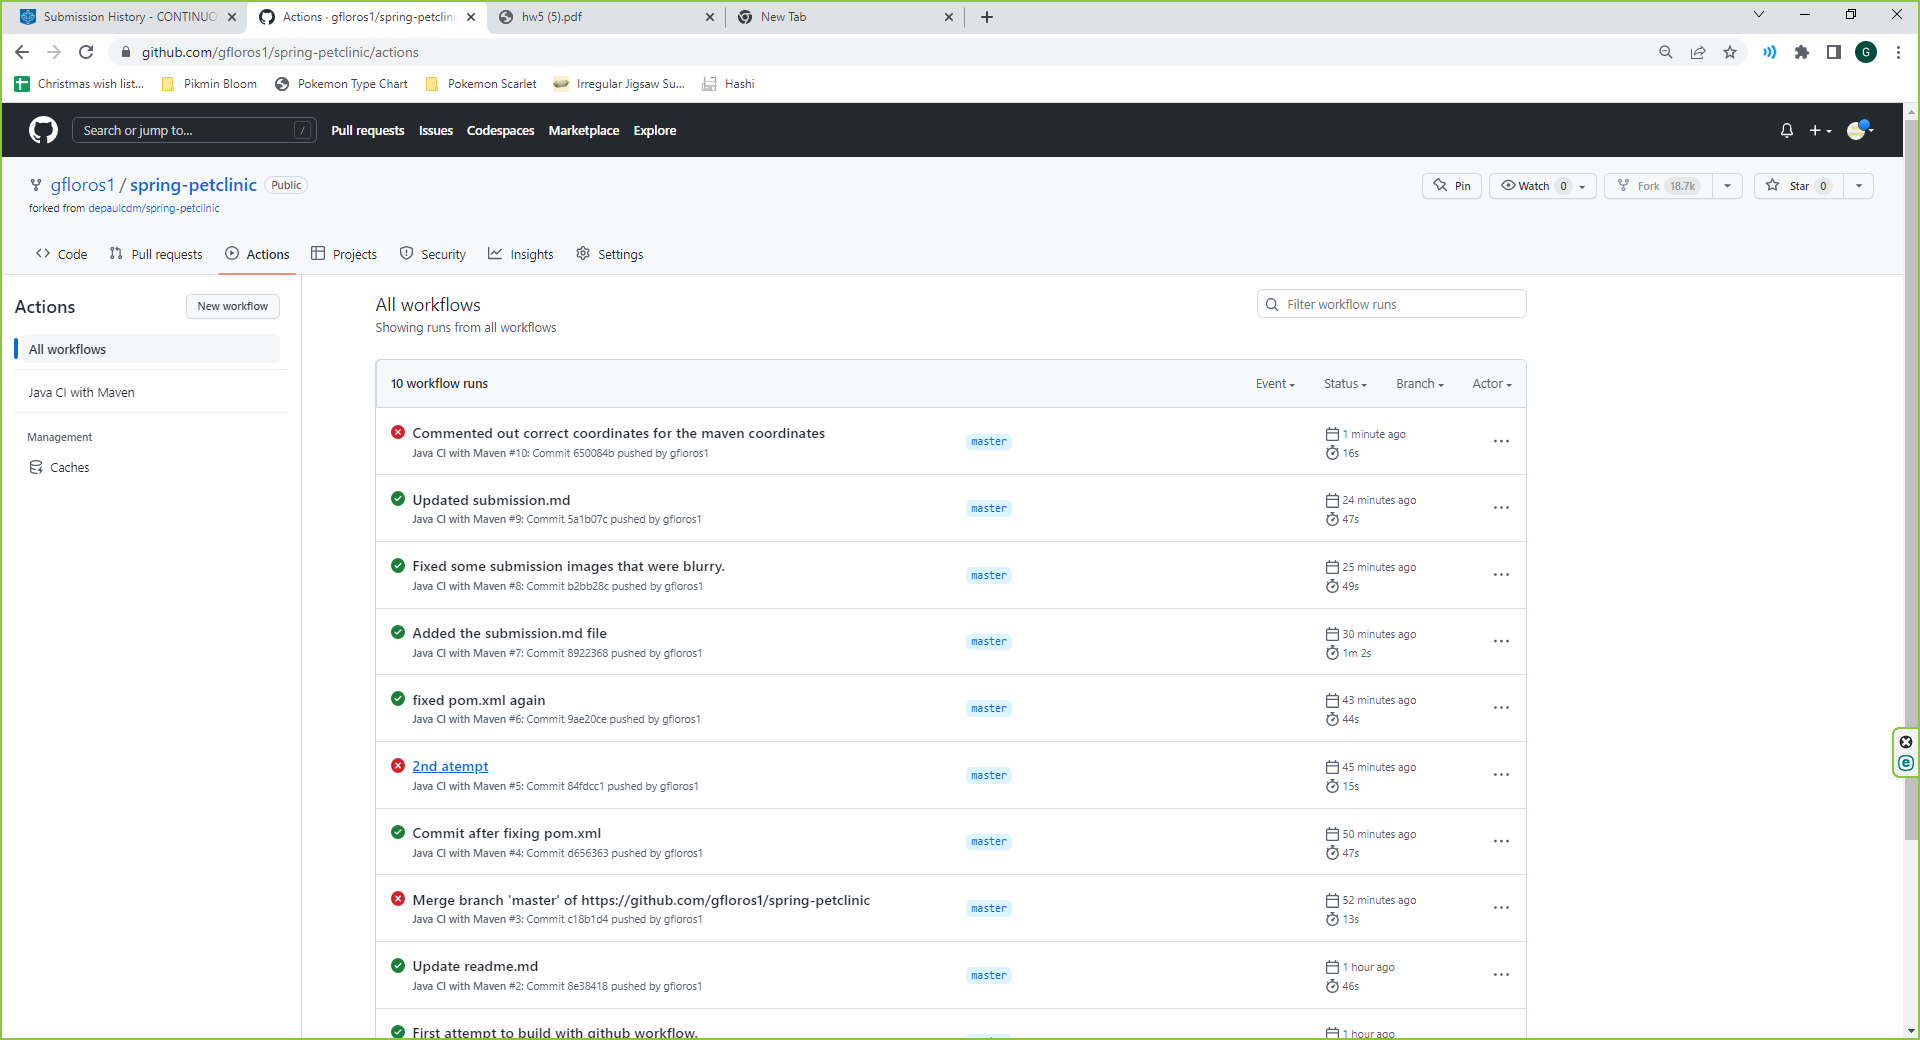 Submission History - CONTINUO
Actions · gfloros1/spring-petclini
hw5 (5).pdf
New Tab
github.com/gfloros1/spring-petclinic/actions
G
Christmas wish list...
Pikmin Bloom
Pokemon Type Chart
Pokemon Scarlet
Irregular Jigsaw Su...
Hashi
Search or jump to...
/
Pull requests
Issues
Codespaces
Marketplace
Explore
gfloros1 / spring-petclinic Public
Pin
Watch 0
Fork 18.7k
Star 0
forked from depaulcdm/spring-petclinic
Code
Pull requests
Actions
Projects
Security
Insights
Settings
Actions
New workflow
All workflows
Java CI with Maven
Management
Caches
All workflows
Showing runs from all workflows
Filter workflow runs
10 workflow runs
Event
Status
Branch
Actor
Commented out correct coordinates for the maven coordinates
Java CI with Maven #10: Commit 650084b pushed by gfloros1
master
1 minute ago
16s
Updated submission.md
Java CI with Maven #9: Commit 5a1b07c pushed by gfloros1
master
24 minutes ago
47s
Fixed some submission images that were blurry.
Java CI with Maven #8: Commit b2bb28c pushed by gfloros1
master
25 minutes ago
49s
Added the submission.md file
Java CI with Maven #7: Commit 8922368 pushed by gfloros1
master
30 minutes ago
1m 2s
fixed pom.xml again
Java CI with Maven #6: Commit 9ae20ce pushed by gfloros1
master
43 minutes ago
44s
2nd atempt
Java CI with Maven #5: Commit 84fdcc1 pushed by gfloros1
master
45 minutes ago
15s
Commit after fixing pom.xml
Java CI with Maven #4: Commit d656363 pushed by gfloros1
master
50 minutes ago
47s
Merge branch 'master' of https://github.com/gfloros1/spring-petclinic
Java CI with Maven #3: Commit c18b1d4 pushed by gfloros1
master
52 minutes ago
13s
Update readme.md
Java CI with Maven #2: Commit 8e38418 pushed by gfloros1
master
1 hour ago
46s
First attempt to build with github workflow.
1 hour ago